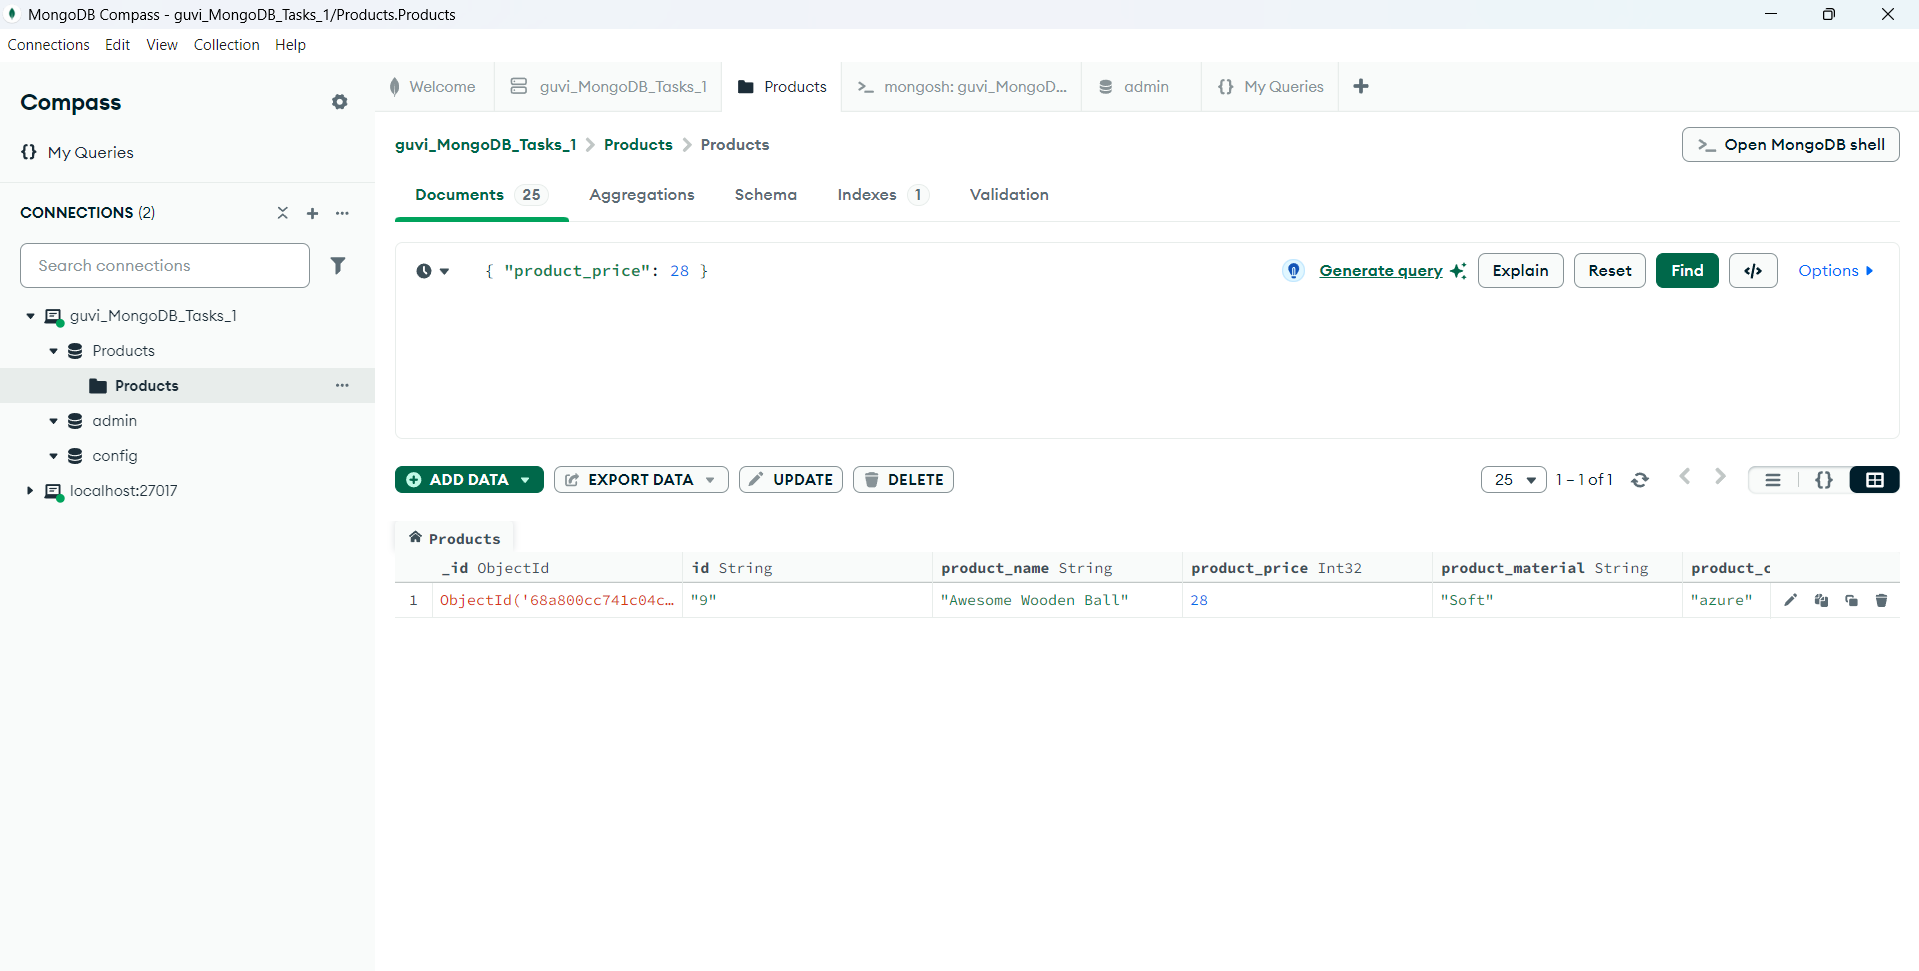 MongoDB Compass - guvi_MongoDB_Tasks_1/Products.Products
Connections Edit View Collection Help
Compass
My Queries
CONNECTIONS (2)
Search connections
guvi_MongoDB_Tasks_1
Products
Products
admin
config
localhost:27017
Welcome
guvi_MongoDB_Tasks_1
Products
mongosh: guvi_MongoD...
admin
My Queries
guvi_MongoDB_Tasks_1 > Products > Products
Open MongoDB shell
Documents 25 Aggregations Schema Indexes 1 Validation
{ "product_price": 28 }
Generate query Explain Reset Find </> Options
ADD DATA EXPORT DATA UPDATE DELETE
25 1 – 1 of 1 {}
Products
_id ObjectId id String product_name String product_price Int32 product_material String product_c
1 ObjectId('68a800cc741c04c… "9" "Awesome Wooden Ball" 28 "Soft" "azure"